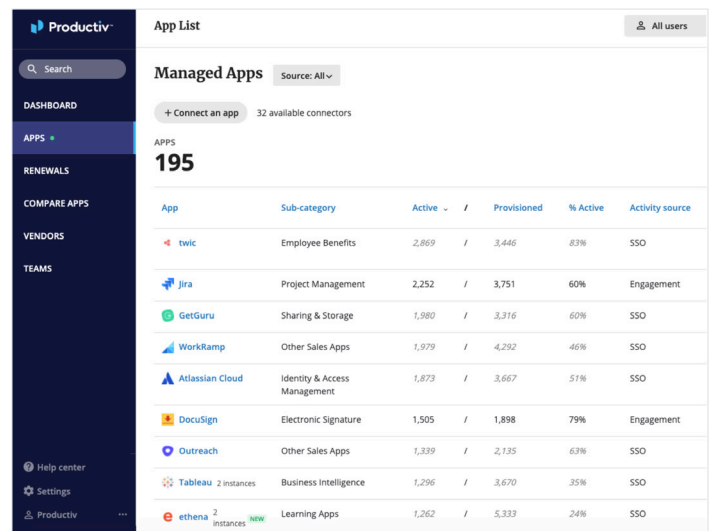 Productiv
App List
All users
Search
Managed Apps
Source: All
+ Connect an app
32 available connectors
DASHBOARD
APPS
RENEWALS
COMPARE APPS
VENDORS
TEAMS
APPS
195
App Sub-category Active / Provisioned % Active Activity source
twic Employee Benefits 2,869 / 3,446 83% SSO
Jira Project Management 2,252 / 3,751 60% Engagement
GetGuru Sharing & Storage 1,980 / 3,316 60% SSO
WorkRamp Other Sales Apps 1,979 / 4,292 46% SSO
Atlassian Cloud Identity & Access 1,873 / 3,667 51% SSO
Management
DocuSign Electronic Signature 1,505 / 1,898 79% Engagement
Outreach Other Sales Apps 1,339 / 2,135 63% SSO
Tableau 2 instances Business Intelligence 1,296 / 3,670 35% SSO
ethena 2 instances NEW Learning Apps 1,262 / 5,333 24% SSO
Help center
Settings
Productiv ...